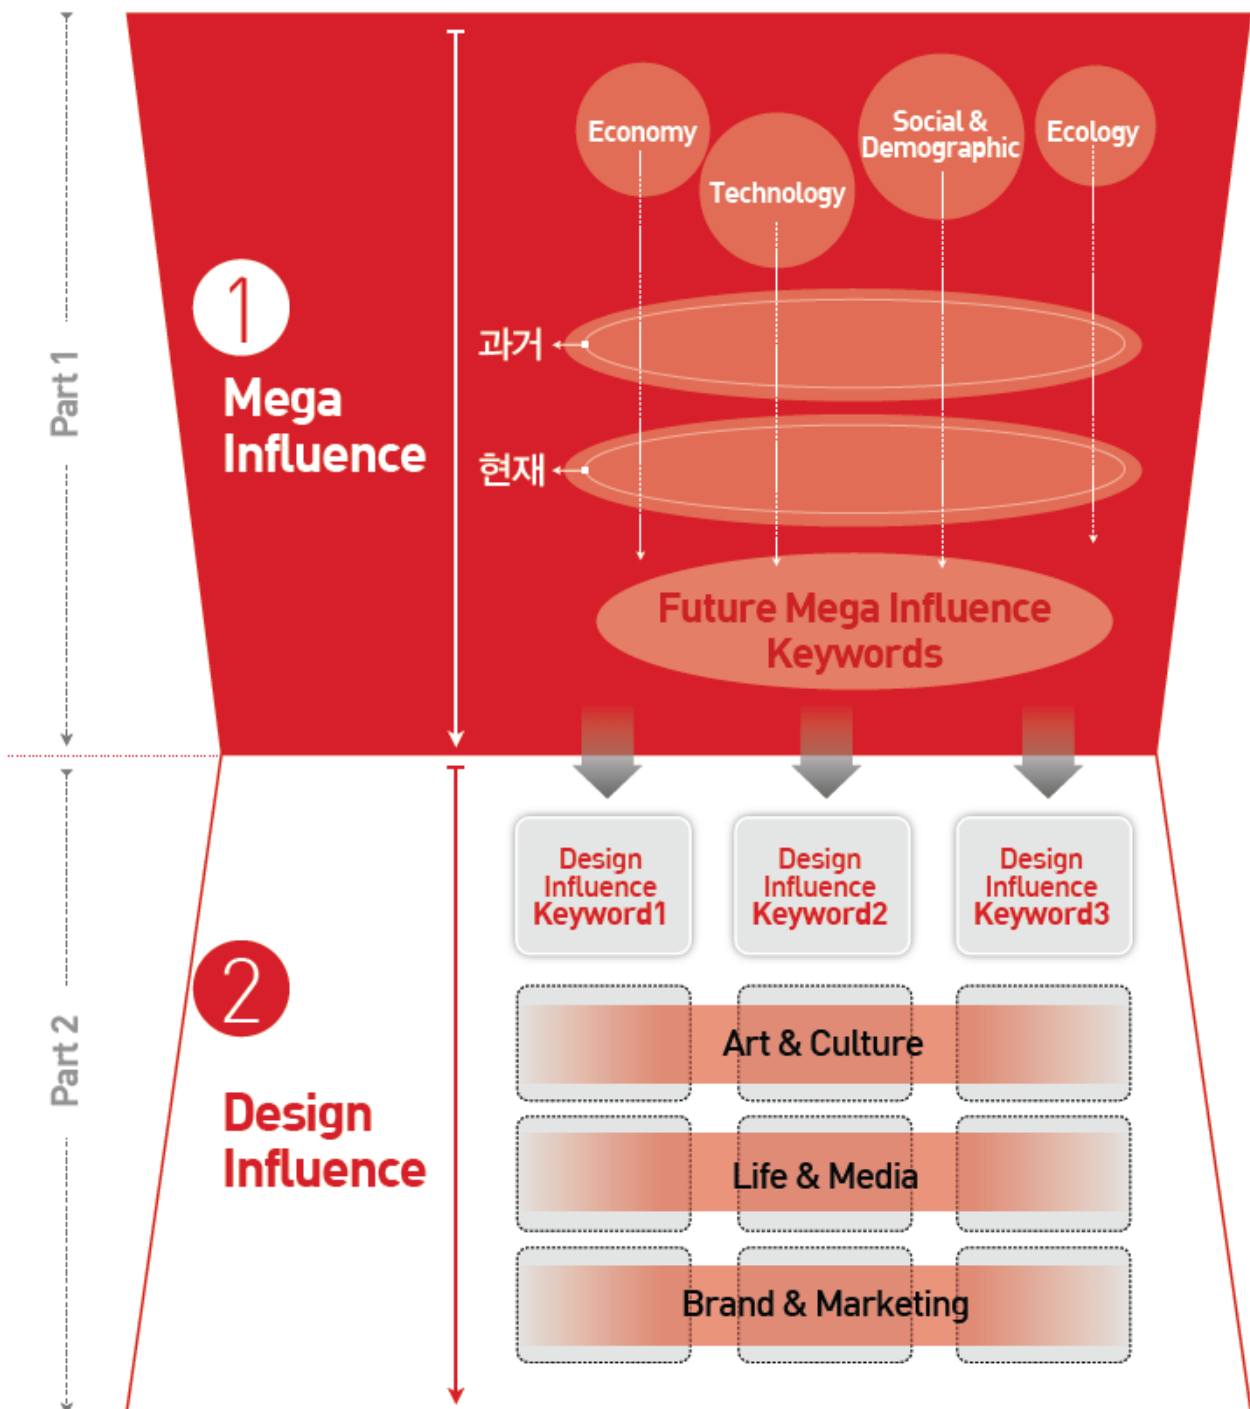 Part 1
1
Mega
Influence
Economy
Technology
Social &
Demographic
Ecology
과거
현재
Future Mega Influence
Keywords
Part 2
2
Design
Influence
Design
Influence
Keyword1
Design
Influence
Keyword2
Design
Influence
Keyword3
Art & Culture
Life & Media
Brand & Marketing